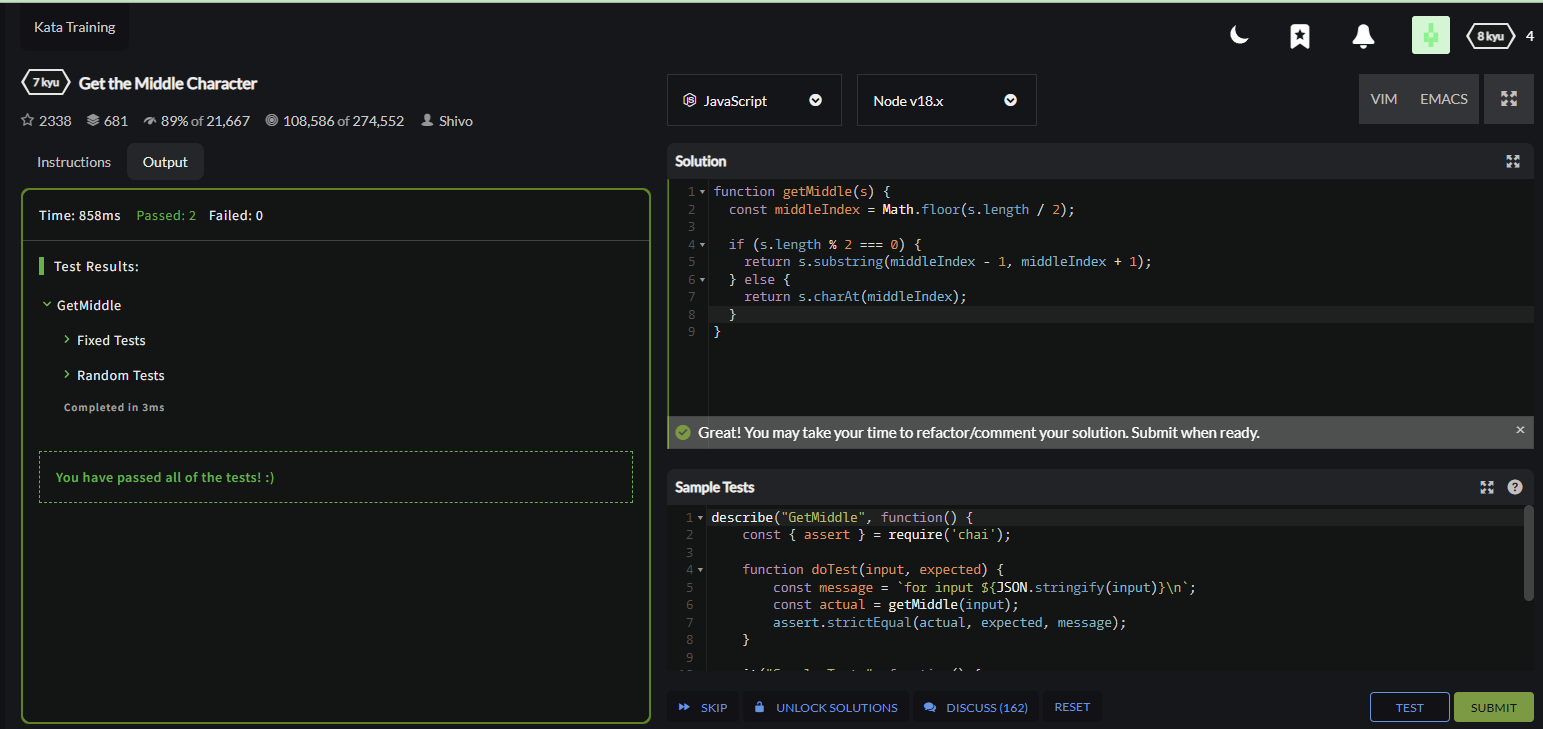 Kata Training
8 kyu 4
7 kyu Get the Middle Character
2338 681 89% of 21,667 108,586 of 274,552 Shivo
Instructions Output
Time: 858ms Passed: 2 Failed: 0
Test Results:
GetMiddle
Fixed Tests
Random Tests
Completed in 3ms
You have passed all of the tests! :)
JS JavaScript Node v18.x VIM EMACS
Solution
1 function getMiddle(s) {
2 const middleIndex = Math.floor(s.length / 2);
3
4 if (s.length % 2 === 0) {
5 return s.substring(middleIndex - 1, middleIndex + 1);
6 } else {
7 return s.charAt(middleIndex);
8 }
9 }
Great! You may take your time to refactor/comment your solution. Submit when ready. ×
Sample Tests ?
1 describe("GetMiddle", function() {
2 const { assert } = require('chai');
3
4 function doTest(input, expected) {
5 const message = `for input ${JSON.stringify(input)}\n`;
6 const actual = getMiddle(input);
7 assert.strictEqual(actual, expected, message);
8 }
9
SKIP UNLOCK SOLUTIONS DISCUSS (162) RESET TEST SUBMIT